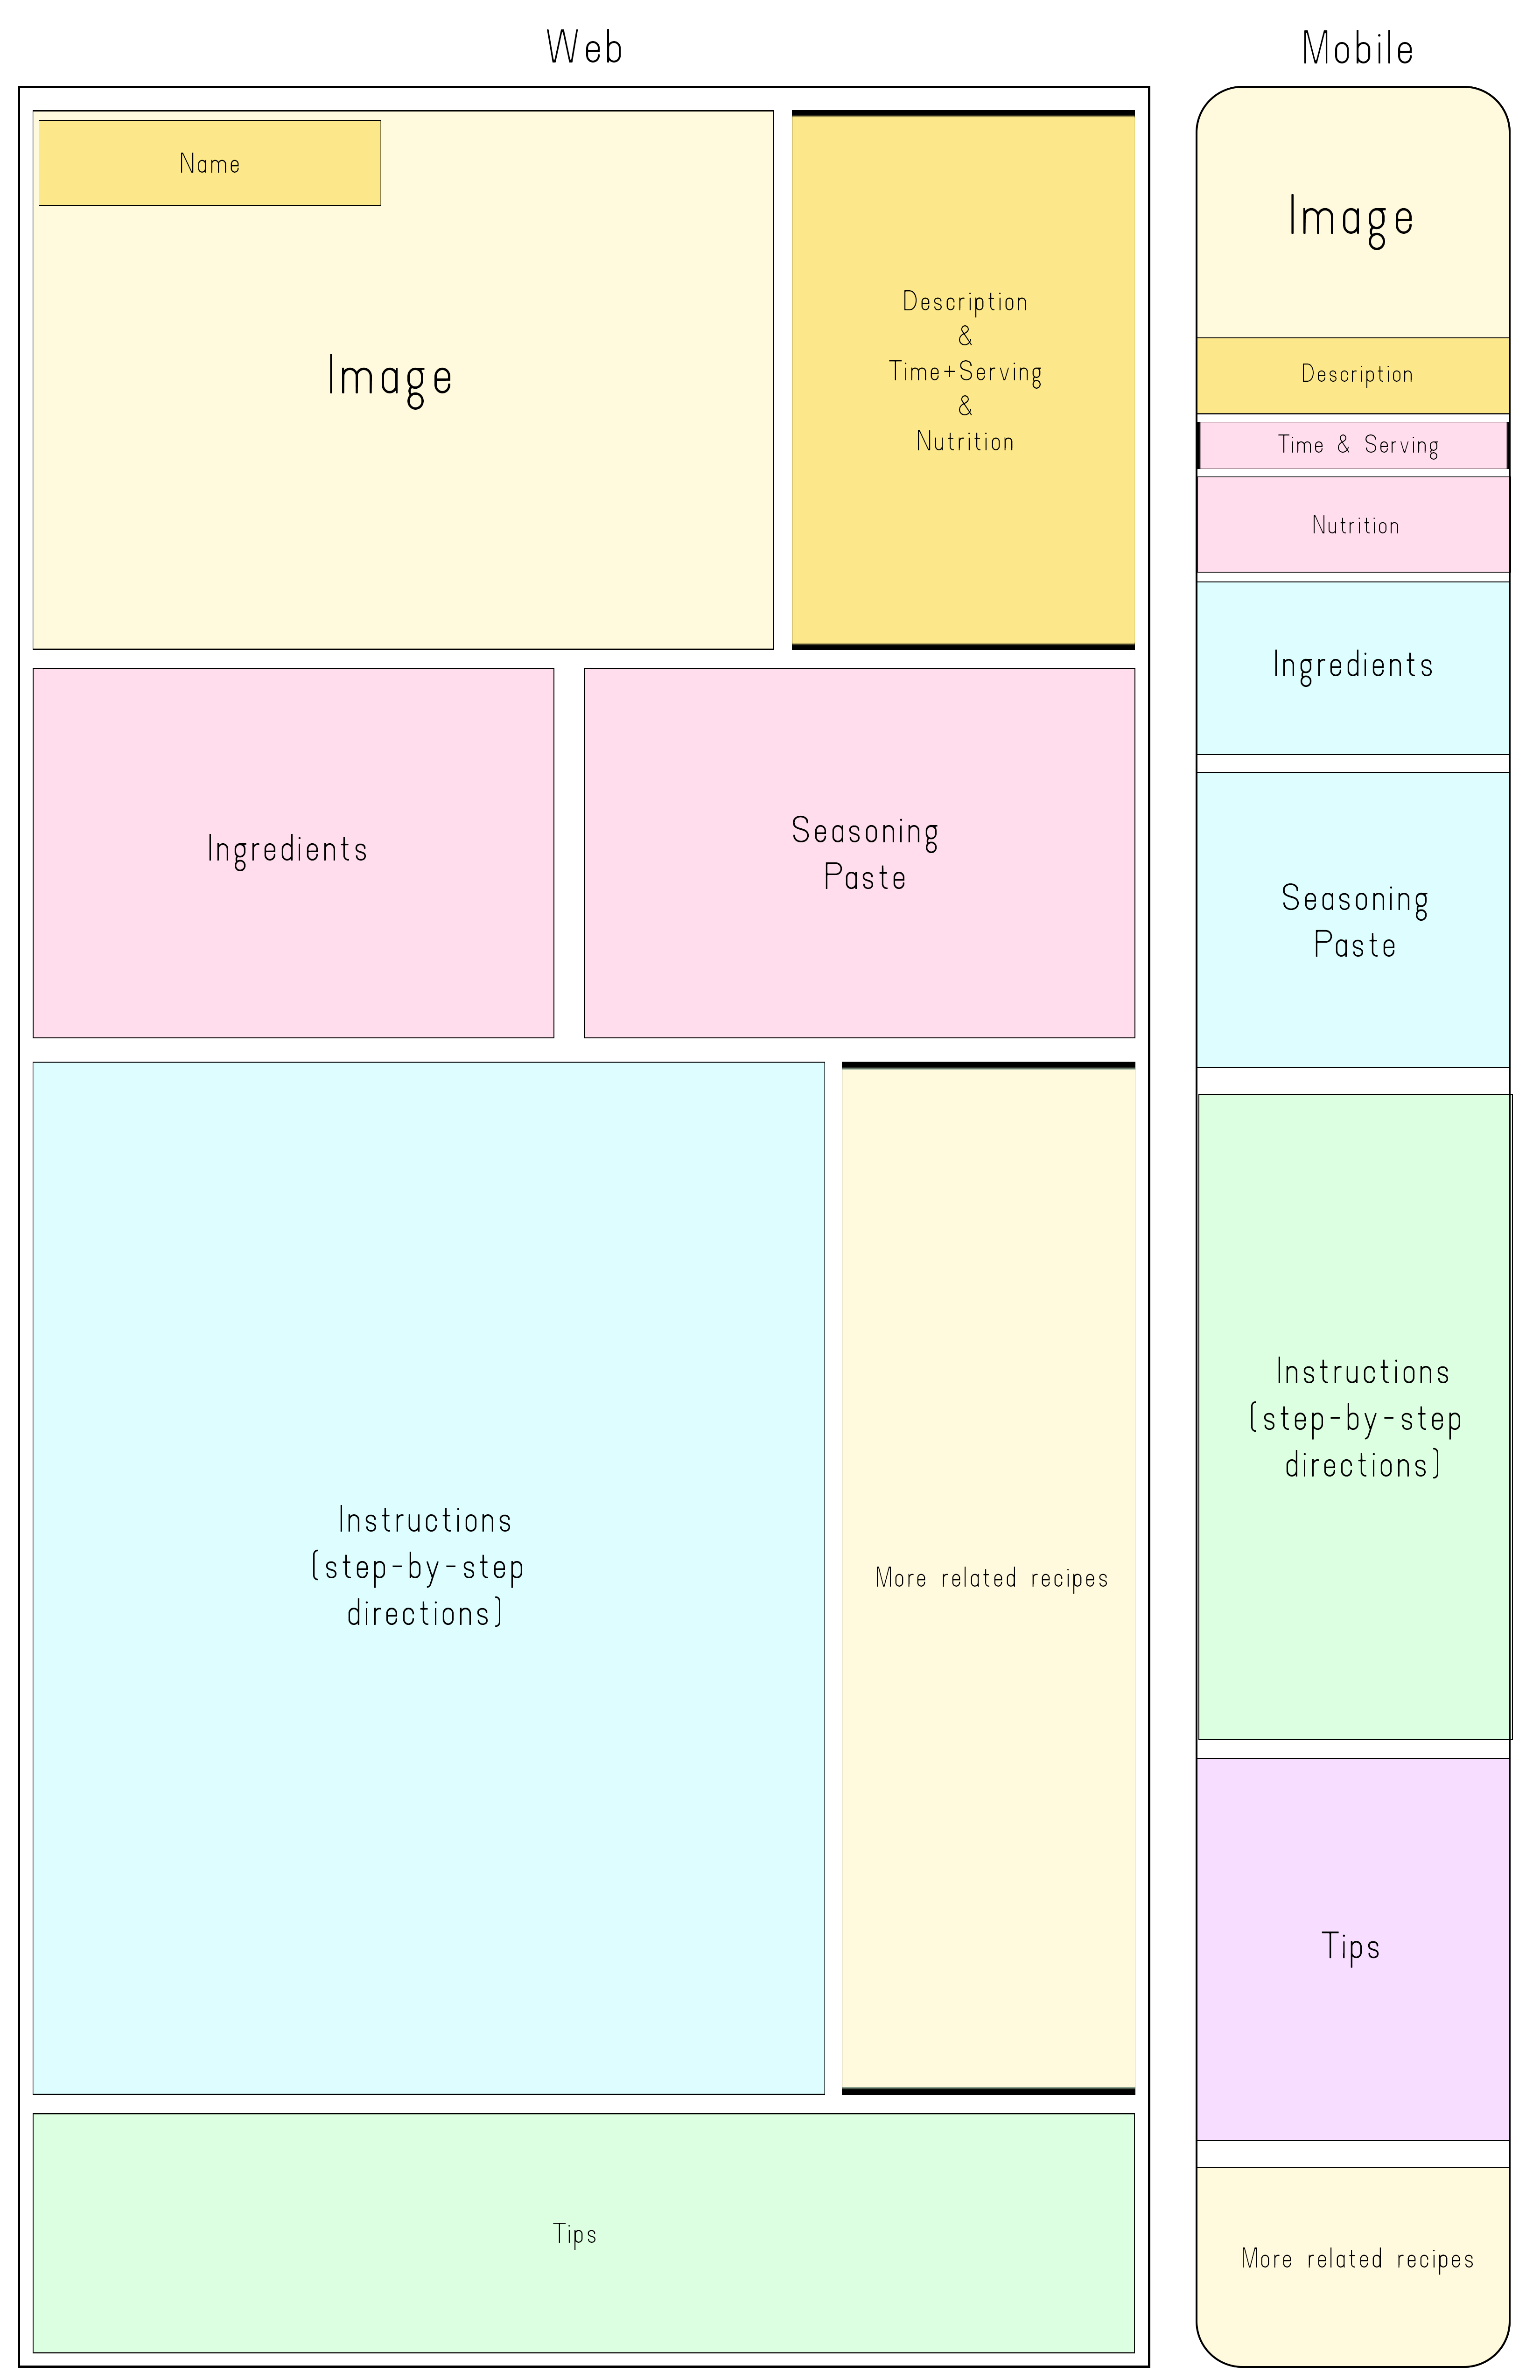 Web
Name
Image
Description
&
Time+Serving
&
Nutrition
Ingredients
Seasoning
Paste
Instructions
(step-by-step
directions)
More related recipes
Tips
Mobile
Image
Description
Time & Serving
Nutrition
Ingredients
Seasoning
Paste
Instructions
(step-by-step
directions)
Tips
More related recipes